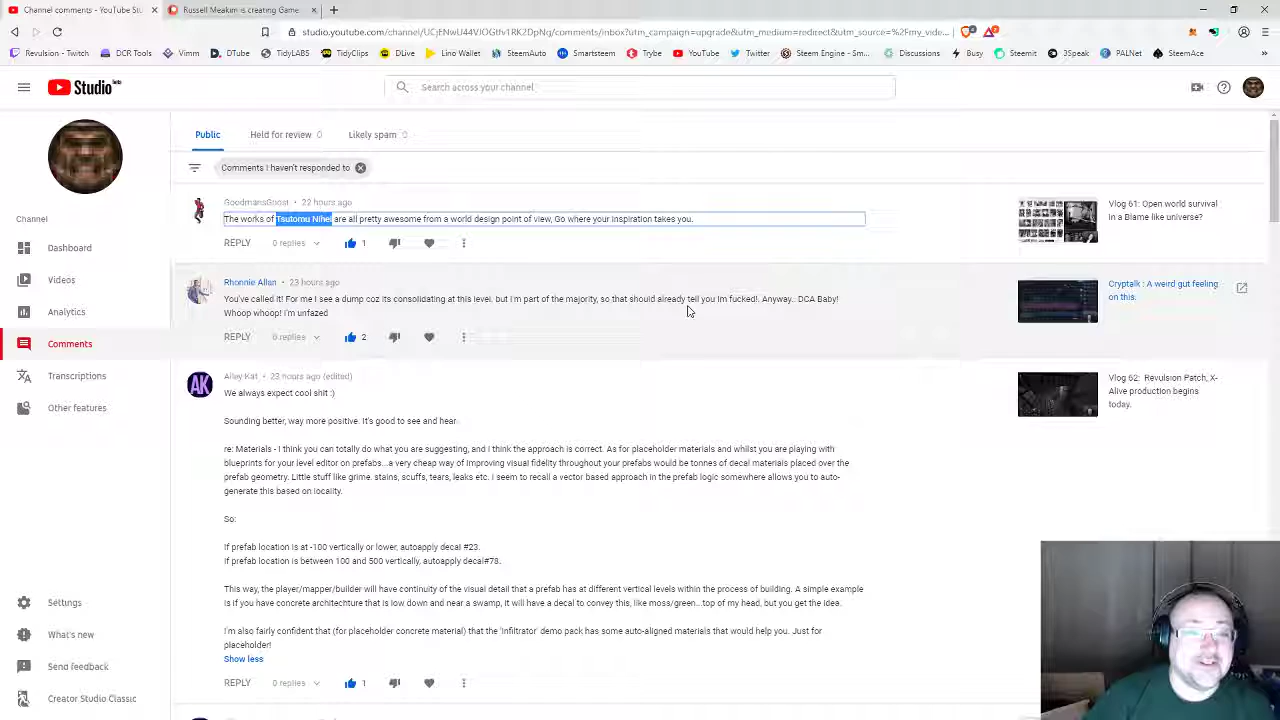 Channel comments - YouTube Stu
Russell Meakim is creating Game
studio.youtube.com/channel/UCjENwU44VJOGthv1RK2DpNg/comments/inbox?utm_campaign=upgrade&utm_medium=redirect&utm_source=%2Fmy_vide...
Revulsion - Twitch
DCR Tools
Vimm
DTube
TidyLABS
TidyClips
DLive
Lino Wallet
SteemAuto
Smartsteem
Trybe
YouTube
Twitter
Steem Engine - Sm...
Busy
Steemit
3Speak
PALNet
SteemAce
Studio beta
Search across your channel
Public
Held for review 0
Likely spam 0
Comments I haven't responded to
Channel
Dashboard
Videos
Analytics
Comments
Transcriptions
Other features
Settings
What's new
Send feedback
Creator Studio Classic
GoodmansGhost • 22 hours ago
The works of Tsutomu Nihei are all pretty awesome from a world design point of view, Go where your inspiration takes you.
REPLY 0 replies 1
Vlog 61: Open world survival
in a Blame like universe?
Rhonnie Allan • 23 hours ago
You've called it! For me I see a dump coz its consolidating at this level, but I'm part of the majority, so that should already tell you Im fucked!. Anyway.. DCA Baby!
Whoop whoop! I'm unfazed
REPLY 0 replies 2
Cryptalk : A weird gut feeling
on this.
Ailey Kat • 23 hours ago (edited)
AK
We always expect cool shit :)
Sounding better, way more positive. It's good to see and hear.
re: Materials - I think you can totally do what you are suggesting, and i think the approach is correct. As for placeholder materials and whilst you are playing with
blueprints for your level editor on prefabs...a very cheap way of improving visual fidelity throughout your prefabs would be tonnes of decal materials placed over the
prefab geometry. Little stuff like grime. stains, scuffs, tears, leaks etc. i seem to recall a vector based approach in the prefab logic somewhere allows you to auto-
generate this based on locality.
So:
If prefab location is at -100 vertically or lower, autoapply decal #23.
If prefab location is between 100 and 500 vertically, autoapply decal#78.
This way, the player/mapper/builder will have continuity of the visual detail that a prefab has at different vertical levels within the process of building. A simple example
is if you have concrete architechture that is low down and near a swamp, it will have a decal to convey this, like moss/green...top of my head, but you get the idea.
I'm also fairly confident that (for placeholder concrete material) that the 'Infiltrator' demo pack has some auto-aligned materials that would help you. Just for
placeholder!
Show less
REPLY 0 replies 1
Vlog 62: Revulsion Patch, X-
Alive production begins
today.